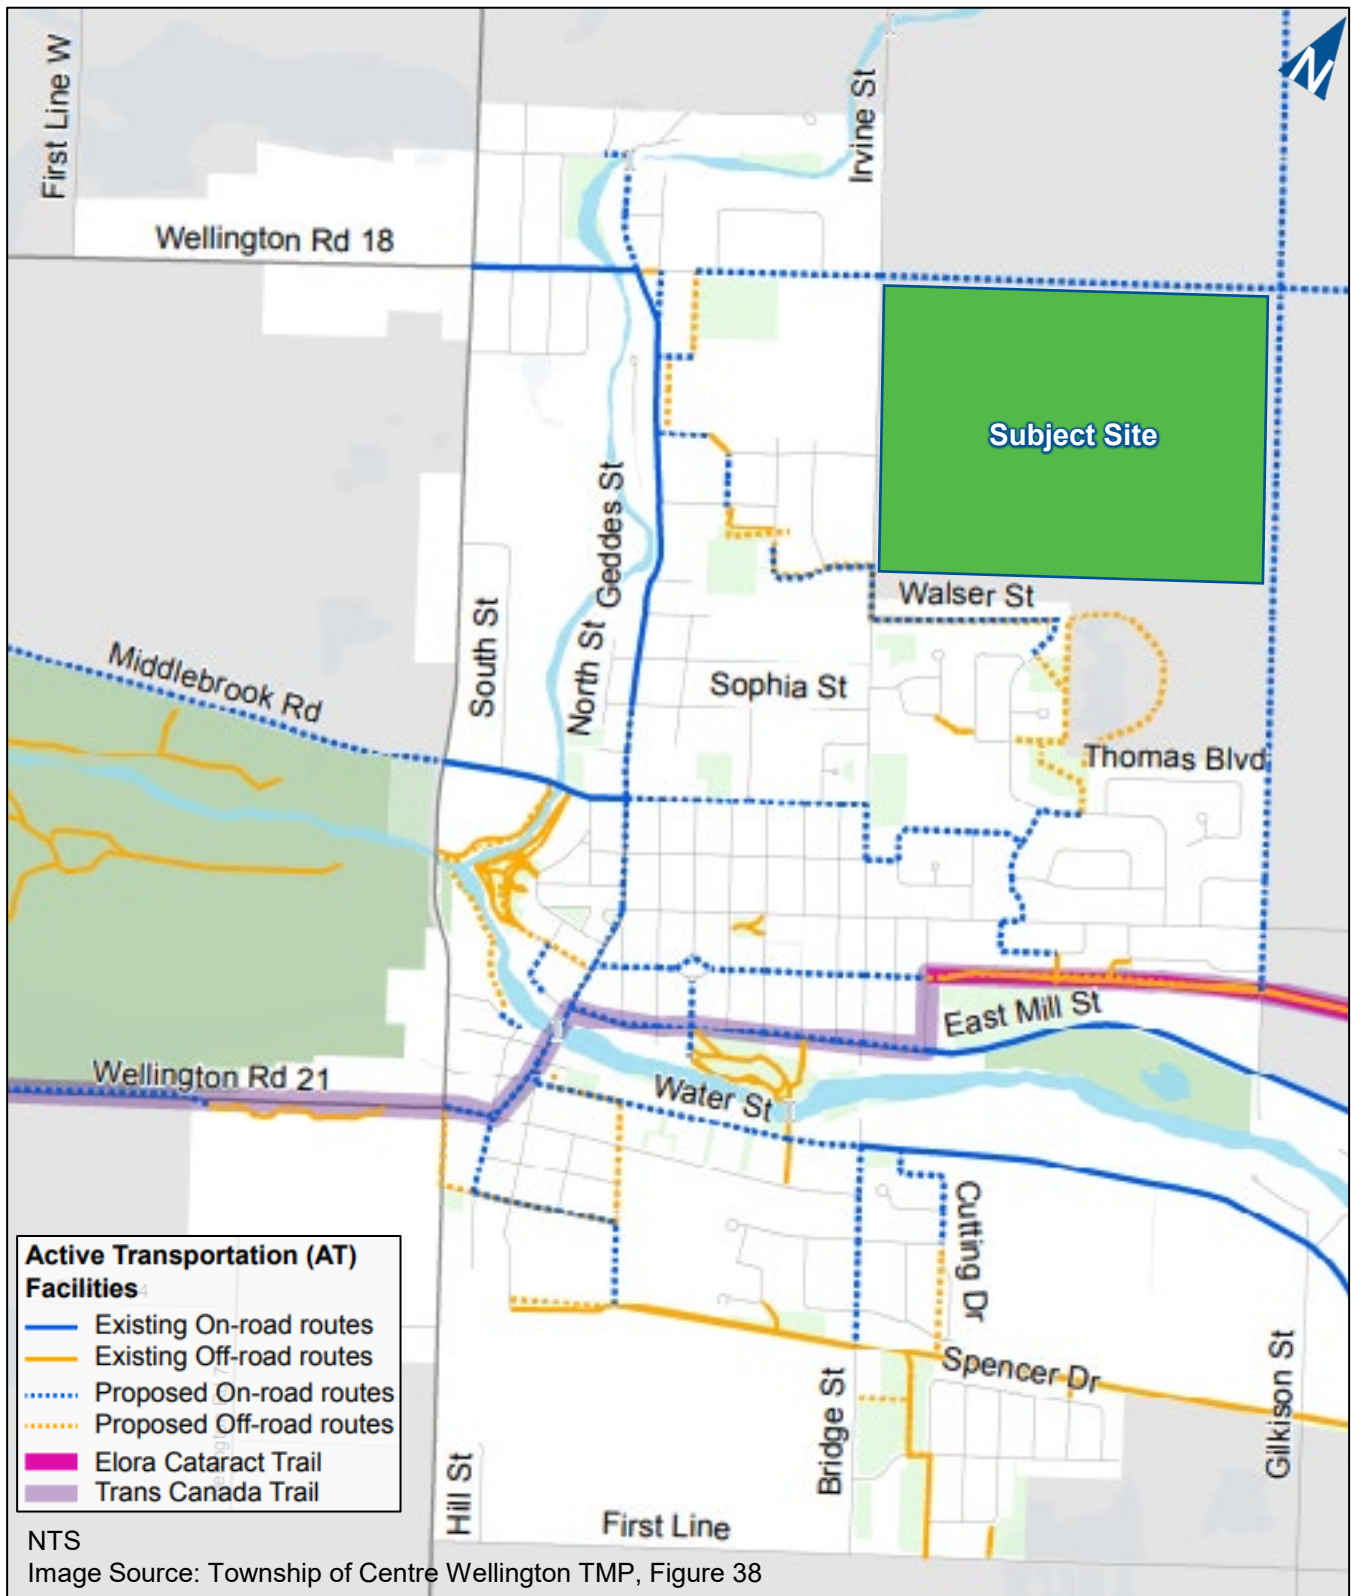 First Line W
Irvine St
N
Wellington Rd 18
Subject Site
Geddes St
Walser St
South St
North St
Sophia St
Middlebrook Rd
Thomas Blvd
East Mill St
Wellington Rd 21
Water St
Cutting Dr
Spencer Dr
Bridge St
Gilkison St
Hill St
First Line
Active Transportation (AT)
Facilities
Existing On-road routes
Existing Off-road routes
Proposed On-road routes
Proposed Off-road routes
Elora Cataract Trail
Trans Canada Trail
NTS
Image Source: Township of Centre Wellington TMP, Figure 38